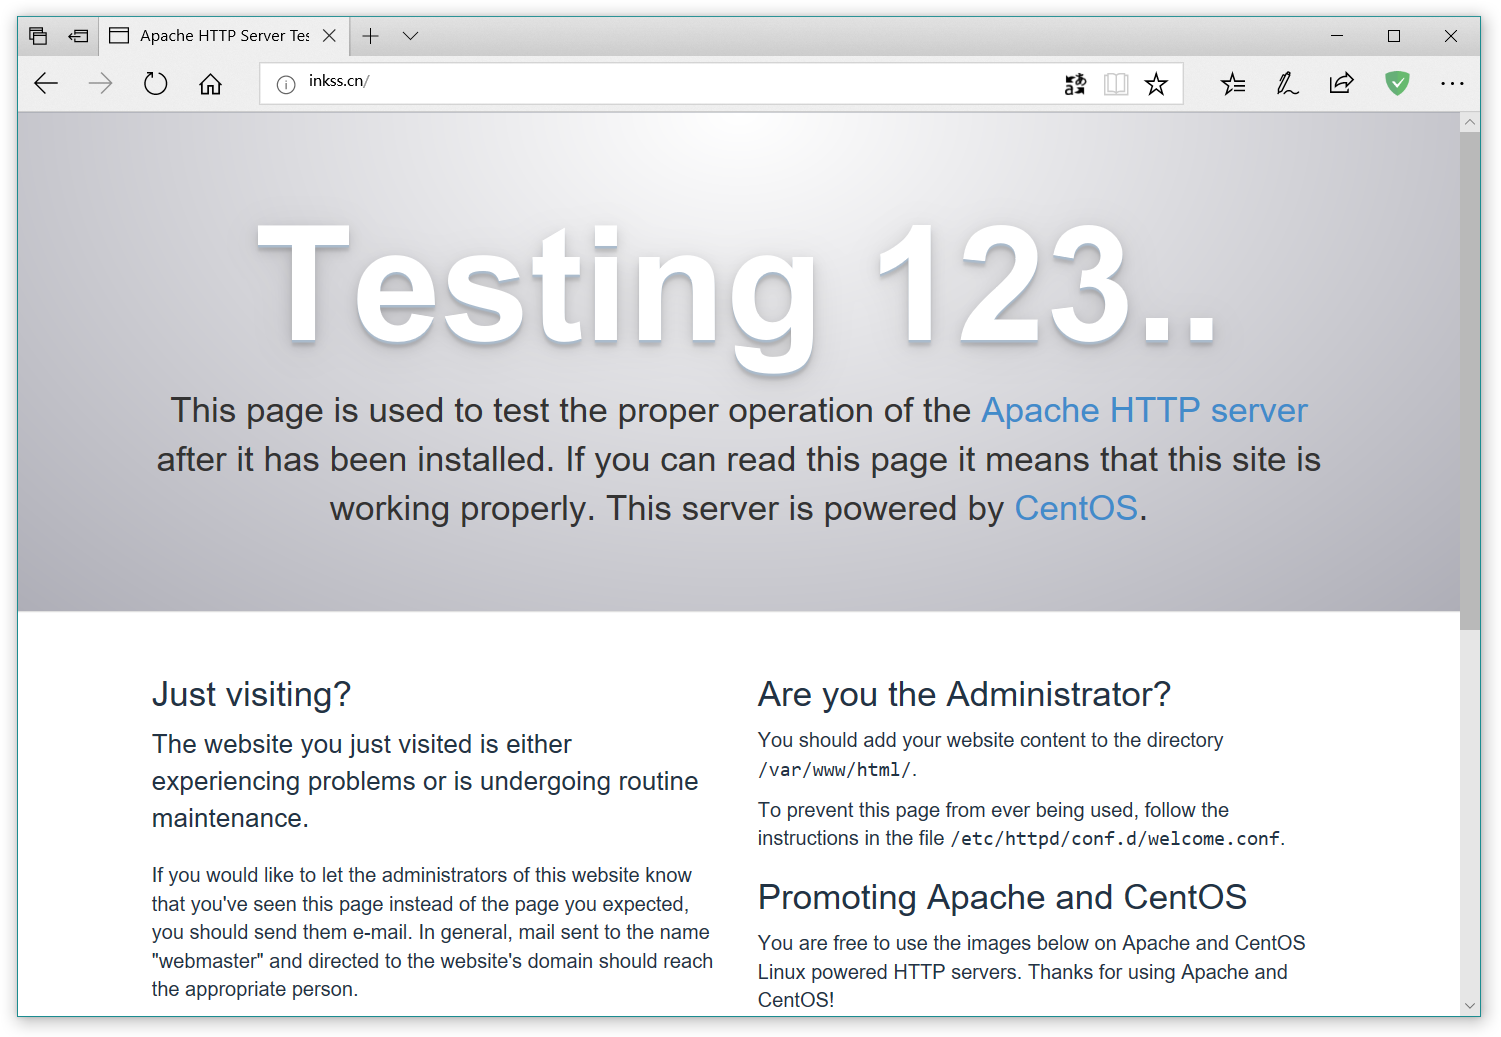 Apache HTTP Server Tes
inkss.cn/
Testing 123..
This page is used to test the proper operation of the Apache HTTP server
after it has been installed. If you can read this page it means that this site is
working properly. This server is powered by CentOS.
Just visiting?
The website you just visited is either
experiencing problems or is undergoing routine
maintenance.
If you would like to let the administrators of this website know
that you've seen this page instead of the page you expected,
you should send them e-mail. In general, mail sent to the name
"webmaster" and directed to the website's domain should reach
the appropriate person.
Are you the Administrator?
You should add your website content to the directory
/var/www/html/.
To prevent this page from ever being used, follow the
instructions in the file /etc/httpd/conf.d/welcome.conf.
Promoting Apache and CentOS
You are free to use the images below on Apache and CentOS
Linux powered HTTP servers. Thanks for using Apache and
CentOS!